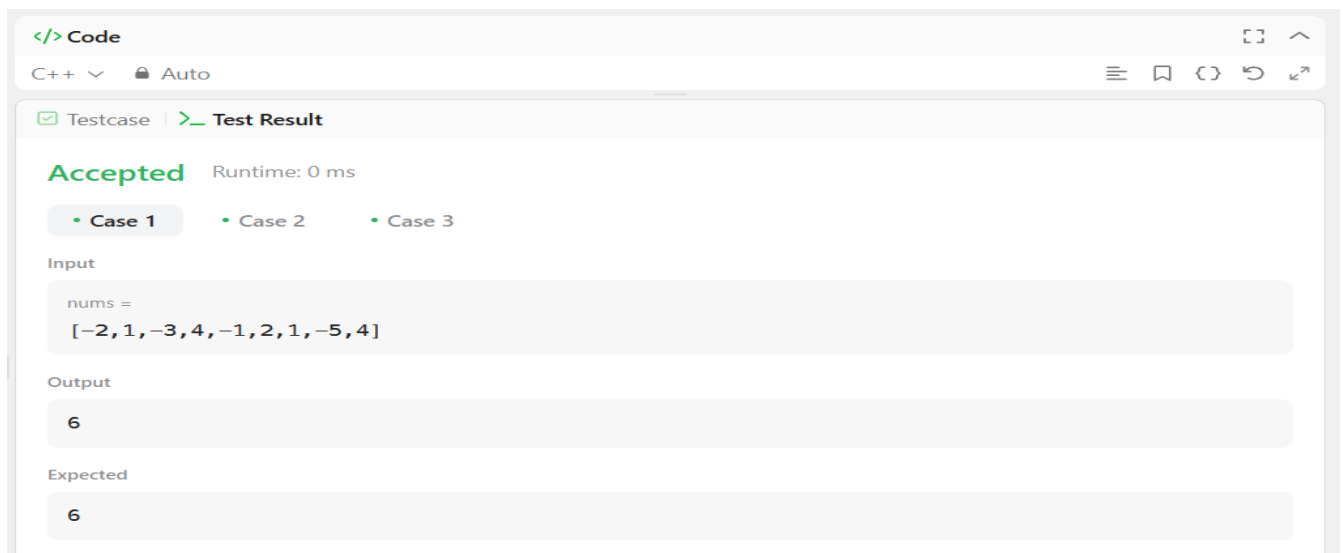 </> Code
C++ Auto
Testcase Test Result
Accepted Runtime: 0 ms
Case 1 Case 2 Case 3
Input
nums =
[-2,1,-3,4,-1,2,1,-5,4]
Output
6
Expected
6